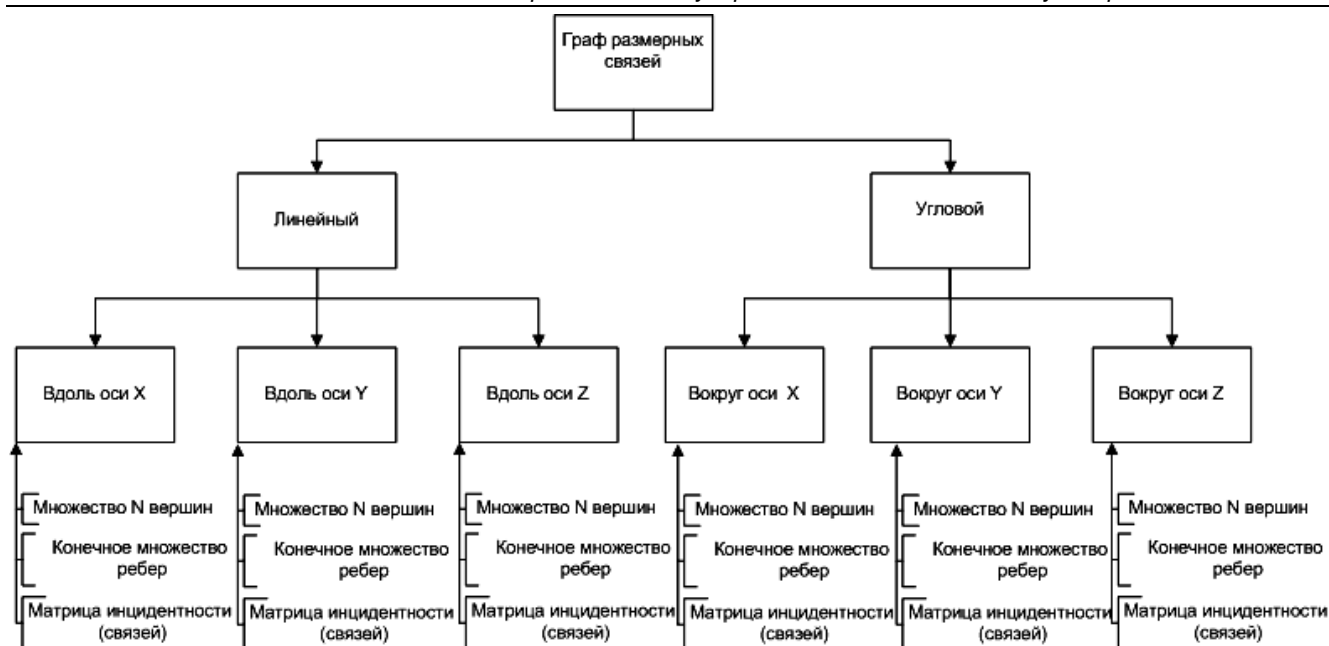 Граф размерных
связей
Линейный
Угловой
Вдоль оси X
Вдоль оси Y
Вдоль оси Z
Вокруг оси X
Вокруг оси Y
Вокруг оси Z
Множество N вершин
Множество N вершин
Множество N вершин
Множество N вершин
Множество N вершин
Множество N вершин
Конечное множество
ребер
Конечное множество
ребер
Конечное множество
ребер
Конечное множество
ребер
Конечное множество
ребер
Конечное множество
ребер
Матрица инцидентности
(связей)
Матрица инцидентности
(связей)
Матрица инцидентности
(связей)
Матрица инцидентности
(связей)
Матрица инцидентности
(связей)
Матрица инцидентности
(связей)